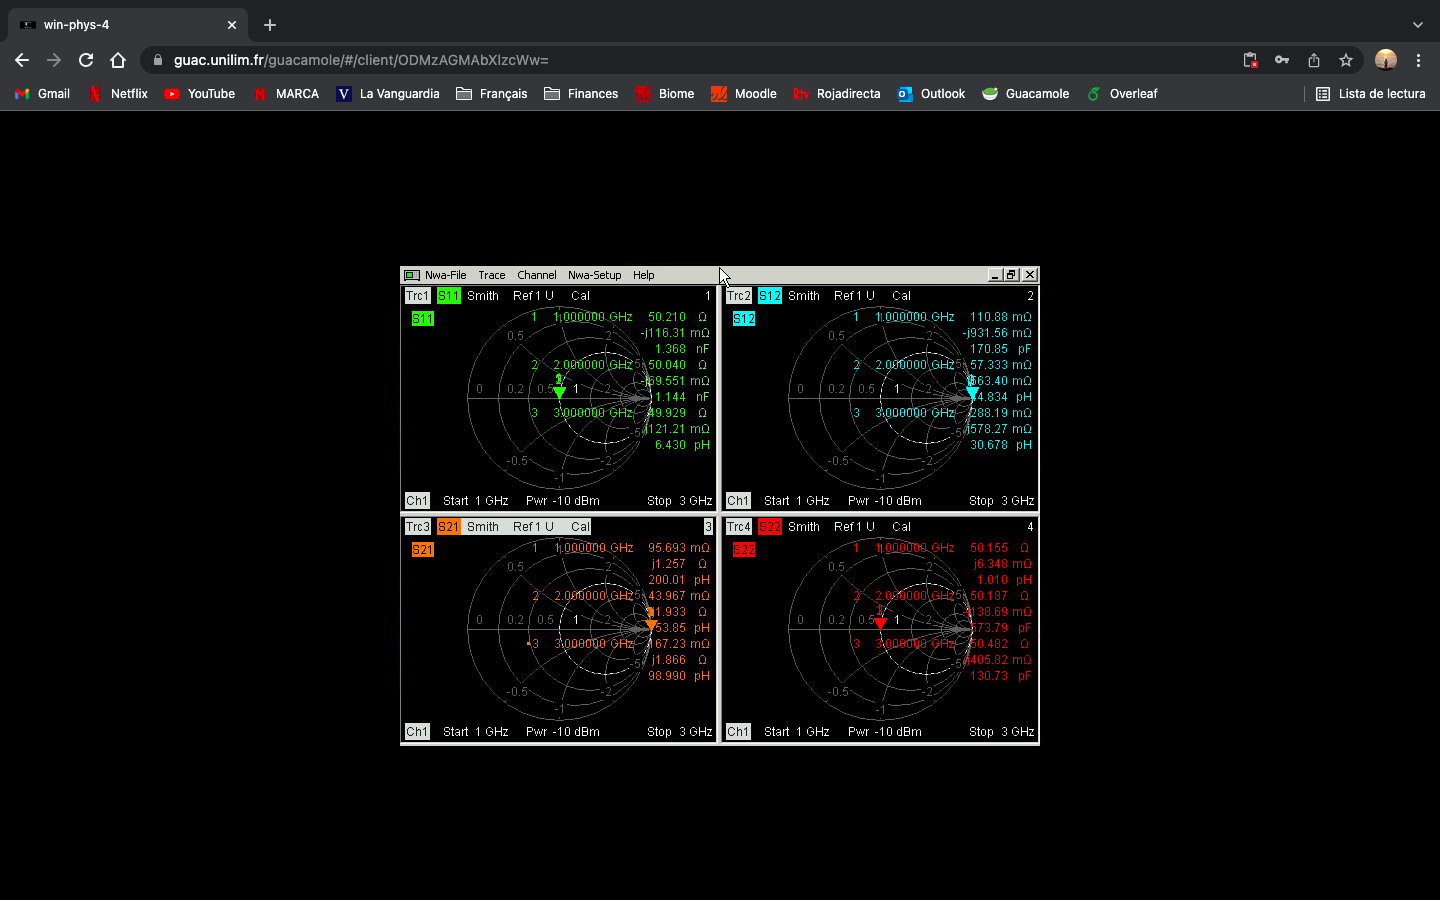 win-phys-4
guac.unilim.fr/guacamole/#/client/ODMzAGMAbXlzcWw=
Gmail Netflix YouTube MARCA La Vanguardia Français Finances Biome Moodle Rojadirecta Outlook Guacamole Overleaf Lista de lectura
Nwa-File Trace Channel Nwa-Setup Help
Trc1 S11 Smith Ref 1 U Cal 1
S11
1 1.000000 GHz 50.210 Ω
-j116.31 mΩ
0.5 2
1.368 nF
2 2.000000 GHz 50.040 Ω
-j69.551 mΩ
0 0.2 0.5 1 2 5
1.144 nF
3 3.000000 GHz 49.929 Ω
j121.21 mΩ
-5
6.430 pH
-0.5 -2
-1
Ch1 Start 1 GHz Pwr -10 dBm Stop 3 GHz
Trc2 S12 Smith Ref 1 U Cal 2
S12
1 1.000000 GHz 110.88 mΩ
-j931.56 mΩ
0.5 2
170.85 pF
2 2.000000 GHz 57.333 mΩ
563.40 mΩ
0 0.2 0.5 1 2 5
4.834 pH
3 3.000000 GHz 288.19 mΩ
j578.27 mΩ
-5
30.678 pH
-0.5 -2
-1
Ch1 Start 1 GHz Pwr -10 dBm Stop 3 GHz
Trc3 S21 Smith Ref 1 U Cal 3
S21
1 1.000000 GHz 95.693 mΩ
j1.257 Ω
0.5 2
200.01 pH
2 2.000000 GHz 43.967 mΩ
1.933 Ω
0 0.2 0.5 1 2 5
53.85 pH
3 3.000000 GHz 167.23 mΩ
j1.866 Ω
-5
98.990 pH
-0.5 -2
-1
Ch1 Start 1 GHz Pwr -10 dBm Stop 3 GHz
Trc4 S22 Smith Ref 1 U Cal 4
S22
1 1.000000 GHz 50.155 Ω
j6.348 mΩ
0.5 2
1.010 pH
2 2.000000 GHz 50.187 Ω
138.69 mΩ
0 0.2 0.5 1 2 5
573.79 pF
3 3.000000 GHz 50.482 Ω
-j405.82 mΩ
-5
130.73 pF
-0.5 -2
-1
Ch1 Start 1 GHz Pwr -10 dBm Stop 3 GHz